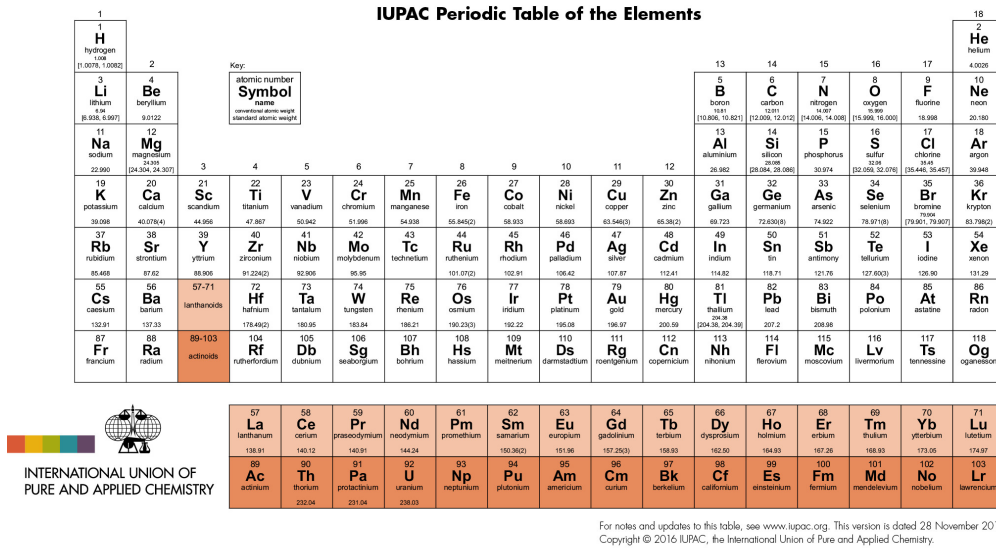 IUPAC Periodic Table of the Elements
1 18
1 2
H He
hydrogen helium
1.008
[1.0078, 1.0082] 2 Key: 13 14 15 16 17 4.0026
3 4 atomic number 5 6 7 8 9 10
Li Be Symbol B C N O F Ne
lithium beryllium name boron carbon nitrogen oxygen fluorine neon
6.94 conventional atomic weight 10.81 12.011 14.007 15.999
[6.938, 6.997] 9.0122 standard atomic weight [10.806, 10.821] [12.009, 12.012] [14.006, 14.008] [15.999, 16.000] 18.998 20.180
11 12 13 14 15 16 17 18
Na Mg Al Si P S Cl Ar
sodium magnesium aluminium silicon phosphorus sulfur chlorine argon
24.305 28.085 32.06 35.45
22.990 [24.304, 24.307] 3 4 5 6 7 8 9 10 11 12 26.982 [28.084, 28.086] 30.974 [32.059, 32.076] [35.446, 35.457] 39.948
19 20 21 22 23 24 25 26 27 28 29 30 31 32 33 34 35 36
K Ca Sc Ti V Cr Mn Fe Co Ni Cu Zn Ga Ge As Se Br Kr
potassium calcium scandium titanium vanadium chromium manganese iron cobalt nickel copper zinc gallium germanium arsenic selenium bromine krypton
79.904
39.098 40.078(4) 44.956 47.867 50.942 51.996 54.938 55.845(2) 58.933 58.693 63.546(3) 65.38(2) 69.723 72.630(8) 74.922 78.971(8) [79.901, 79.907] 83.798(2)
37 38 39 40 41 42 43 44 45 46 47 48 49 50 51 52 53 54
Rb Sr Y Zr Nb Mo Tc Ru Rh Pd Ag Cd In Sn Sb Te I Xe
rubidium strontium yttrium zirconium niobium molybdenum technetium ruthenium rhodium palladium silver cadmium indium tin antimony tellurium iodine xenon
85.468 87.62 88.906 91.224(2) 92.906 95.95 101.07(2) 102.91 106.42 107.87 112.41 114.82 118.71 121.76 127.60(3) 126.90 131.29
55 56 57-71 72 73 74 75 76 77 78 79 80 81 82 83 84 85 86
Cs Ba Hf Ta W Re Os Ir Pt Au Hg Tl Pb Bi Po At Rn
caesium barium lanthanoids hafnium tantalum tungsten rhenium osmium iridium platinum gold mercury thallium lead bismuth polonium astatine radon
204.38
132.91 137.33 178.49(2) 180.95 183.84 186.21 190.23(3) 192.22 195.08 196.97 200.59 [204.38, 204.39] 207.2 208.98
87 88 89-103 104 105 106 107 108 109 110 111 112 113 114 115 116 117 118
Fr Ra Rf Db Sg Bh Hs Mt Ds Rg Cn Nh Fl Mc Lv Ts Og
francium radium actinoids rutherfordium dubnium seaborgium bohrium hassium meitnerium darmstadtium roentgenium copernicium nihonium flerovium moscovium livermorium tennessine oganesson
57 58 59 60 61 62 63 64 65 66 67 68 69 70 71
La Ce Pr Nd Pm Sm Eu Gd Tb Dy Ho Er Tm Yb Lu
lanthanum cerium praseodymium neodymium promethium samarium europium gadolinium terbium dysprosium holmium erbium thulium ytterbium lutetium
138.91 140.12 140.91 144.24 150.36(2) 151.96 157.25(3) 158.93 162.50 164.93 167.26 168.93 173.05 174.97
89 90 91 92 93 94 95 96 97 98 99 100 101 102 103
Ac Th Pa U Np Pu Am Cm Bk Cf Es Fm Md No Lr
actinium thorium protactinium uranium neptunium plutonium americium curium berkelium californium einsteinium fermium mendelevium nobelium lawrencium
232.04 231.04 238.03
INTERNATIONAL UNION OF
PURE AND APPLIED CHEMISTRY
For notes and updates to this table, see www.iupac.org. This version is dated 28 November 201
Copyright © 2016 IUPAC, the International Union of Pure and Applied Chemistry.